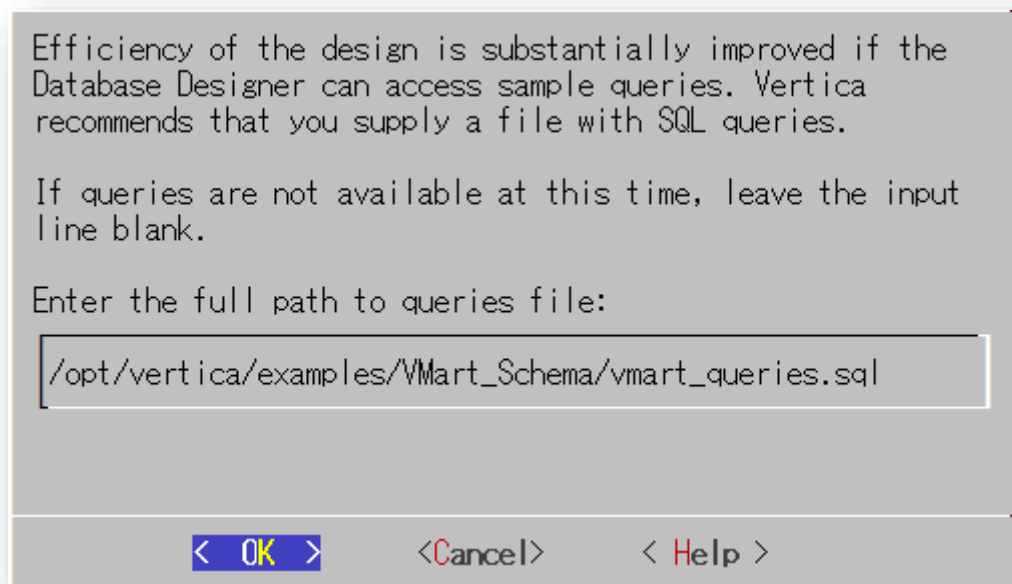 Efficiency of the design is substantially improved if the
Database Designer can access sample queries. Vertica
recommends that you supply a file with SQL queries.
If queries are not available at this time, leave the input
line blank.
Enter the full path to queries file:
/opt/vertica/examples/VMart_Schema/vmart_queries.sql
< OK > <Cancel> < Help >